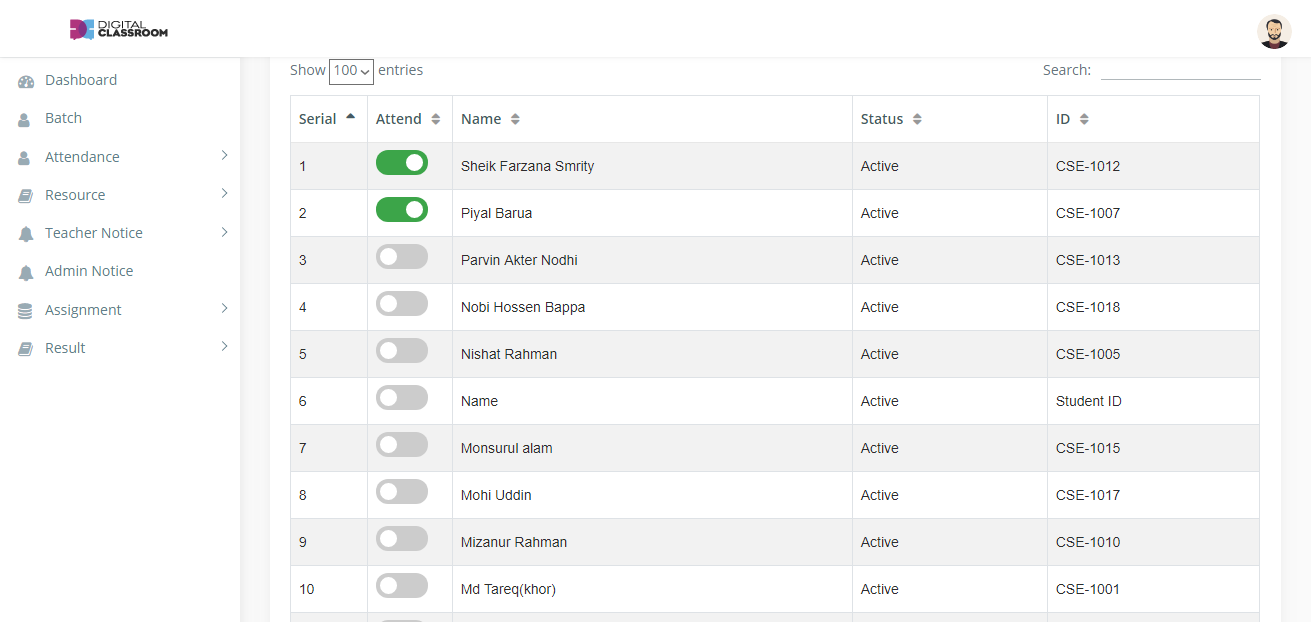 DIGITAL
CLASSROOM
Dashboard
Batch
Attendance
Resource
Teacher Notice
Admin Notice
Assignment
Result
Show 100 entries
Search:
Serial Attend Name Status ID
1 Sheik Farzana Smrity Active CSE-1012
2 Piyal Barua Active CSE-1007
3 Parvin Akter Nodhi Active CSE-1013
4 Nobi Hossen Bappa Active CSE-1018
5 Nishat Rahman Active CSE-1005
6 Name Active Student ID
7 Monsurul alam Active CSE-1015
8 Mohi Uddin Active CSE-1017
9 Mizanur Rahman Active CSE-1010
10 Md Tareq(khor) Active CSE-1001